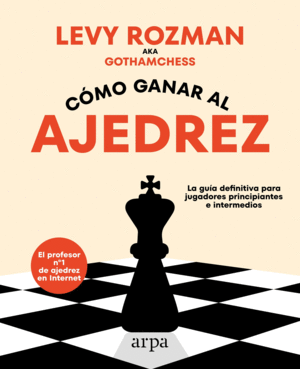 LEVY ROZMAN
AKA
GOTHAMCHESS
CÓMO GANAR AL
AJEDREZ
La guía definitiva para
jugadores principiantes
e intermedios
El profesor
nº1
de ajedrez
en Internet
arpa